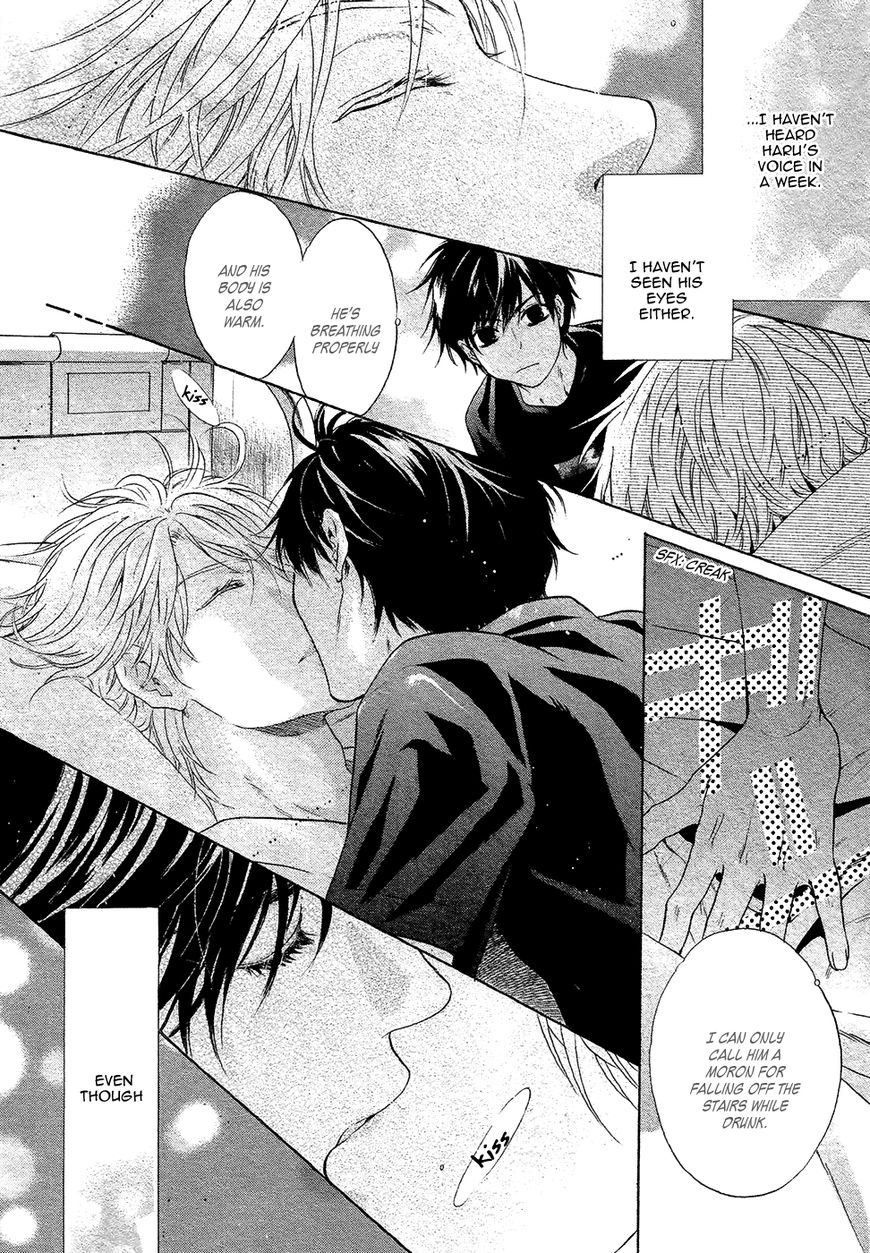 ...I HAVEN'T
HEARD
HARU'S
VOICE IN
A WEEK.
I HAVEN'T
SEEN HIS
EYES
EITHER.
HE'S
BREATHING
PROPERLY
AND HIS
BODY IS
ALSO
WARM.
kiss
SFX: CREAK
ギギ
I CAN ONLY
CALL HIM A
MORON FOR
FALLING OFF THE
STAIRS WHILE
DRUNK.
kiss
EVEN
THOUGH